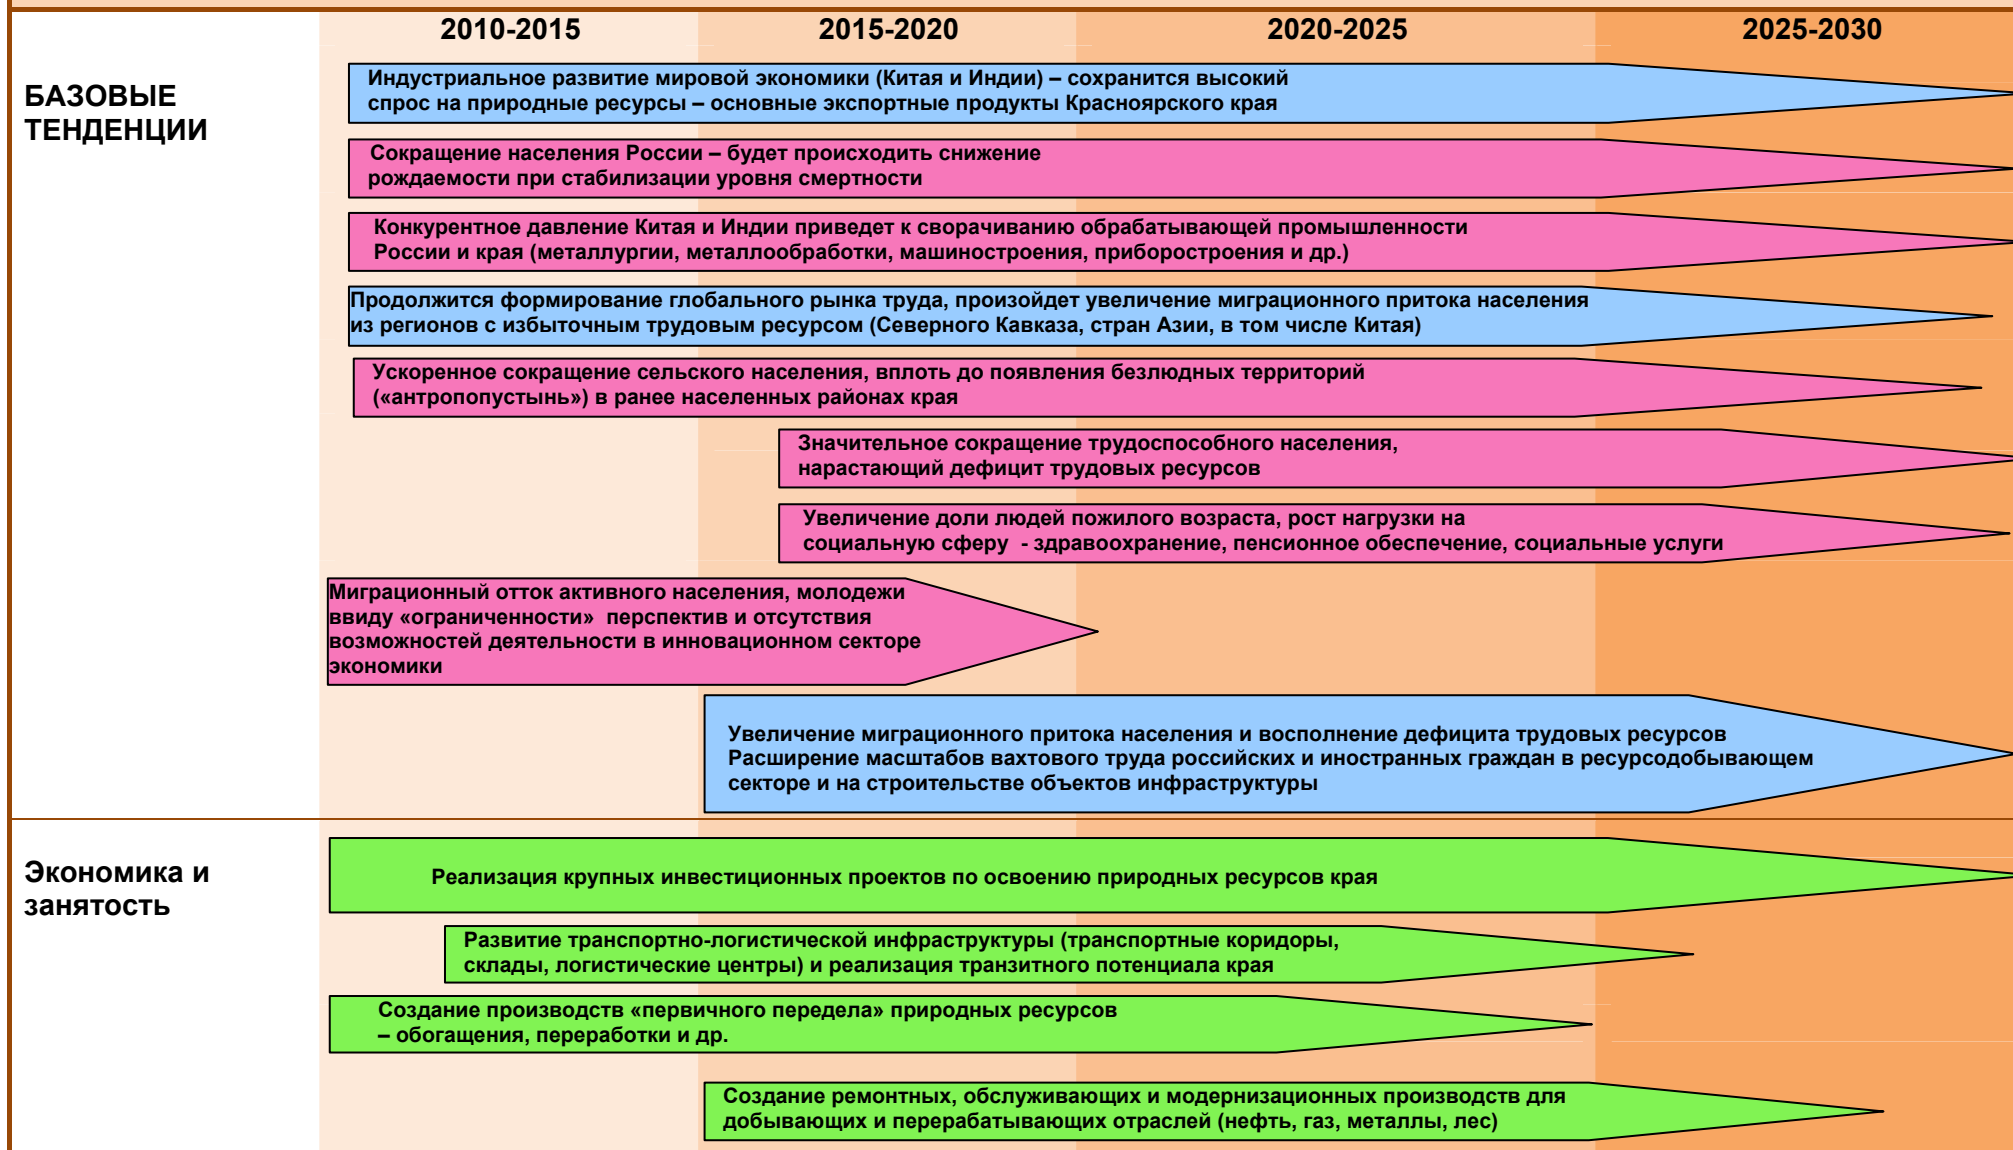 2010-2015 2015-2020 2020-2025 2025-2030
БАЗОВЫЕ
ТЕНДЕНЦИИ
Индустриальное развитие мировой экономики (Китая и Индии) – сохранится высокий
спрос на природные ресурсы – основные экспортные продукты Красноярского края
Сокращение населения России – будет происходить снижение
рождаемости при стабилизации уровня смертности
Конкурентное давление Китая и Индии приведет к сворачиванию обрабатывающей промышленности
России и края (металлургии, металлообработки, машиностроения, приборостроения и др.)
Продолжится формирование глобального рынка труда, произойдет увеличение миграционного притока населения
из регионов с избыточным трудовым ресурсом (Северного Кавказа, стран Азии, в том числе Китая)
Ускоренное сокращение сельского населения, вплоть до появления безлюдных территорий
(«антропопустынь») в ранее населенных районах края
Значительное сокращение трудоспособного населения,
нарастающий дефицит трудовых ресурсов
Увеличение доли людей пожилого возраста, рост нагрузки на
социальную сферу - здравоохранение, пенсионное обеспечение, социальные услуги
Миграционный отток активного населения, молодежи
ввиду «ограниченности» перспектив и отсутствия
возможностей деятельности в инновационном секторе
экономики
Увеличение миграционного притока населения и восполнение дефицита трудовых ресурсов
Расширение масштабов вахтового труда российских и иностранных граждан в ресурсодобывающем
секторе и на строительстве объектов инфраструктуры
Экономика и
занятость
Реализация крупных инвестиционных проектов по освоению природных ресурсов края
Развитие транспортно-логистической инфраструктуры (транспортные коридоры,
склады, логистические центры) и реализация транзитного потенциала края
Создание производств «первичного передела» природных ресурсов
– обогащения, переработки и др.
Создание ремонтных, обслуживающих и модернизационных производств для
добывающих и перерабатывающих отраслей (нефть, газ, металлы, лес)